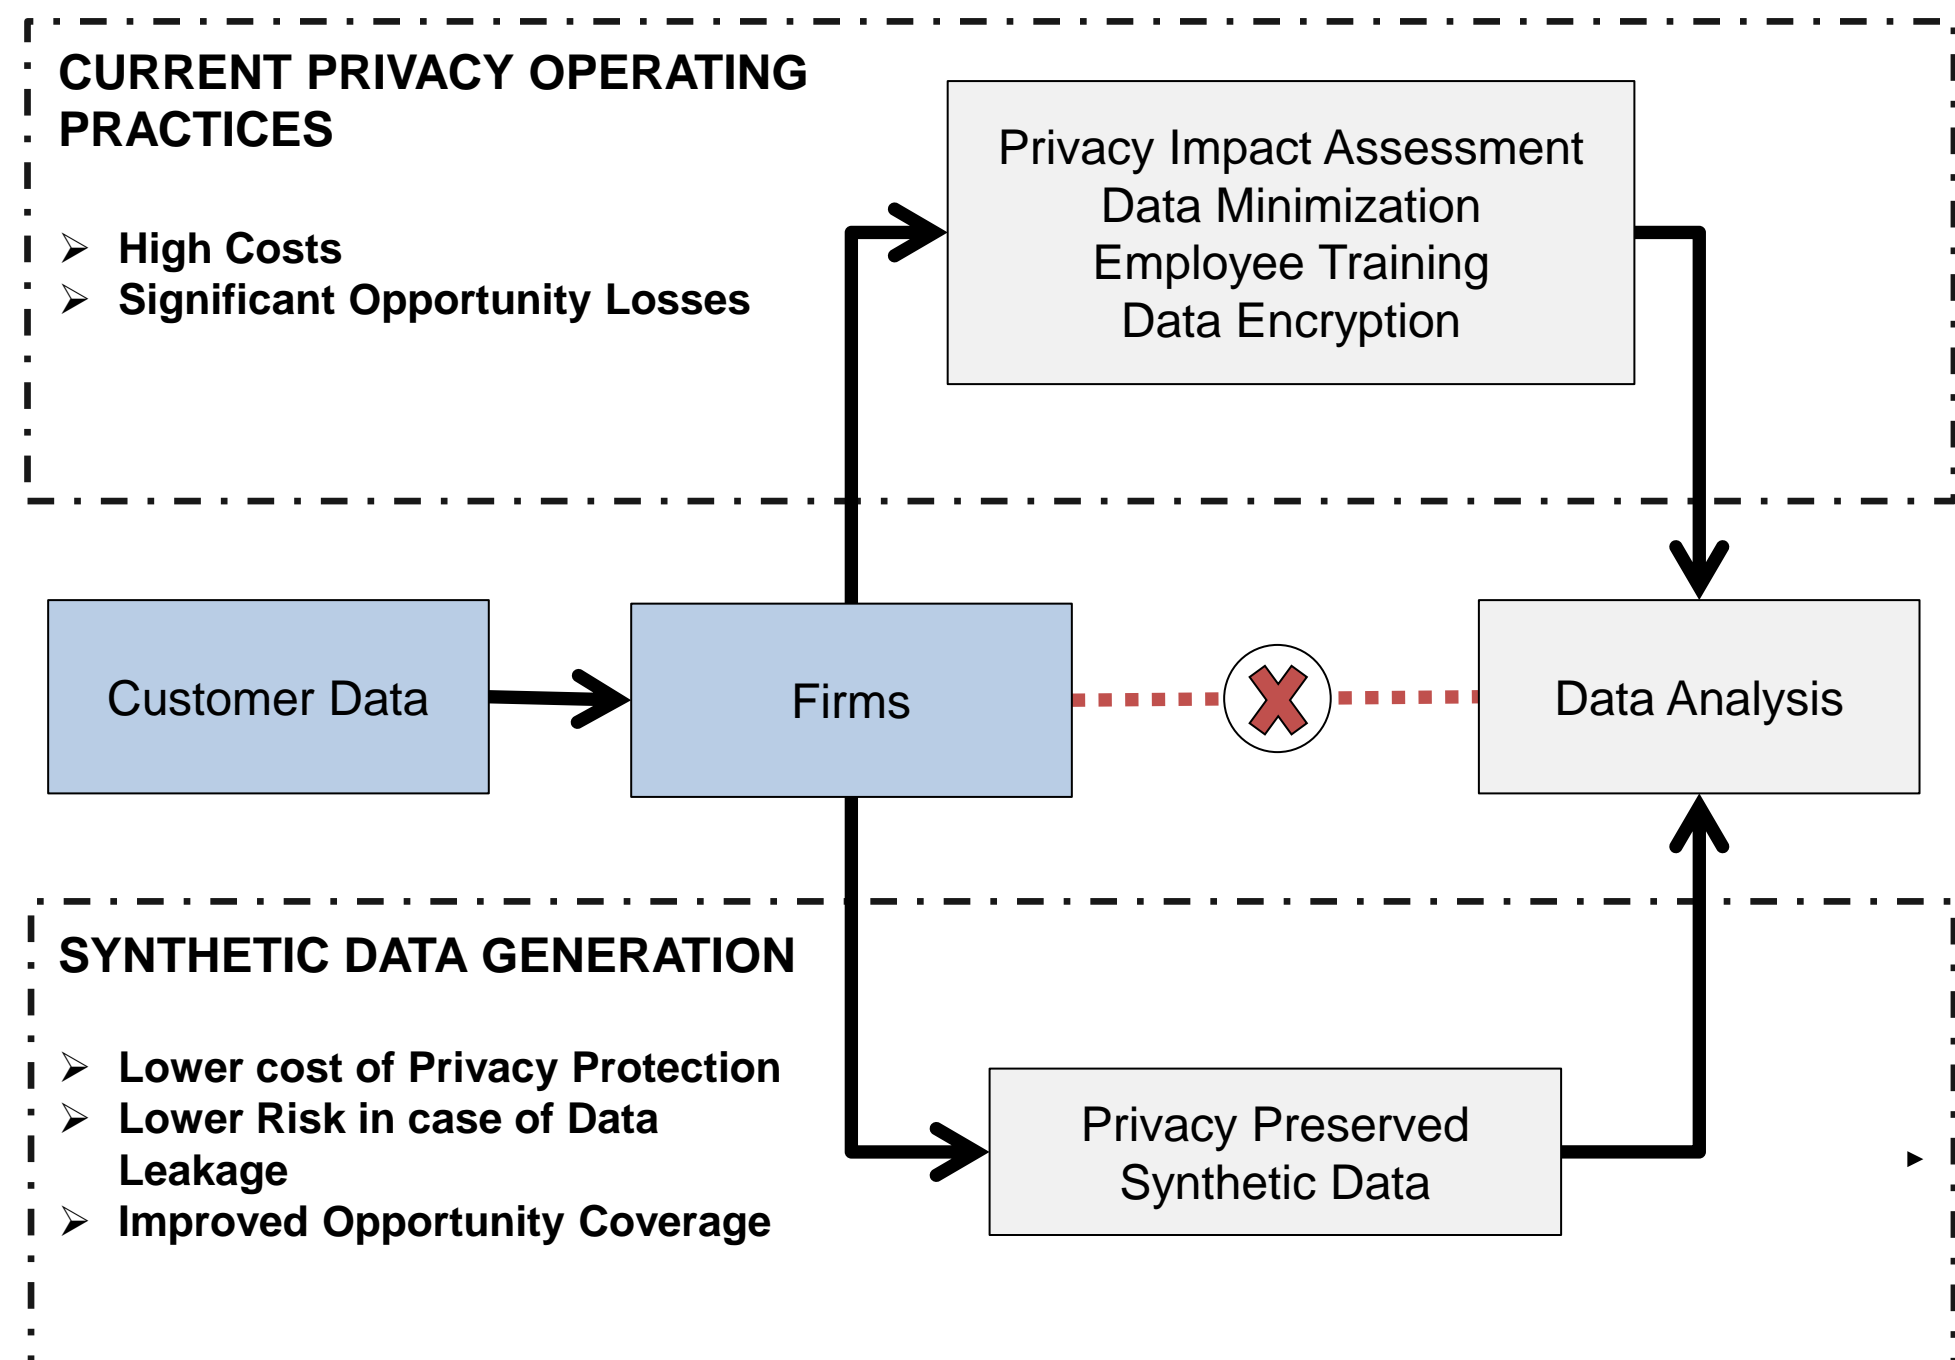 CURRENT PRIVACY OPERATING
PRACTICES
➢ High Costs
➢ Significant Opportunity Losses
Privacy Impact Assessment
Data Minimization
Employee Training
Data Encryption
Customer Data
Firms
Data Analysis
SYNTHETIC DATA GENERATION
➢ Lower cost of Privacy Protection
➢ Lower Risk in case of Data
Leakage
➢ Improved Opportunity Coverage
Privacy Preserved
Synthetic Data